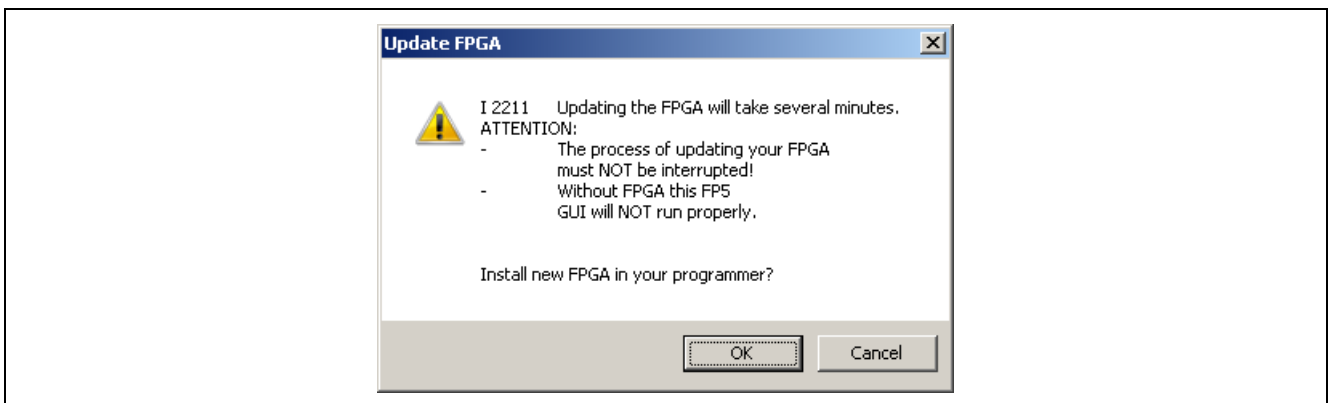 Update FPGA
I 2211 Updating the FPGA will take several minutes.
ATTENTION:
- The process of updating your FPGA
must NOT be interrupted!
- Without FPGA this FP5
GUI will NOT run properly.
Install new FPGA in your programmer?
OK Cancel